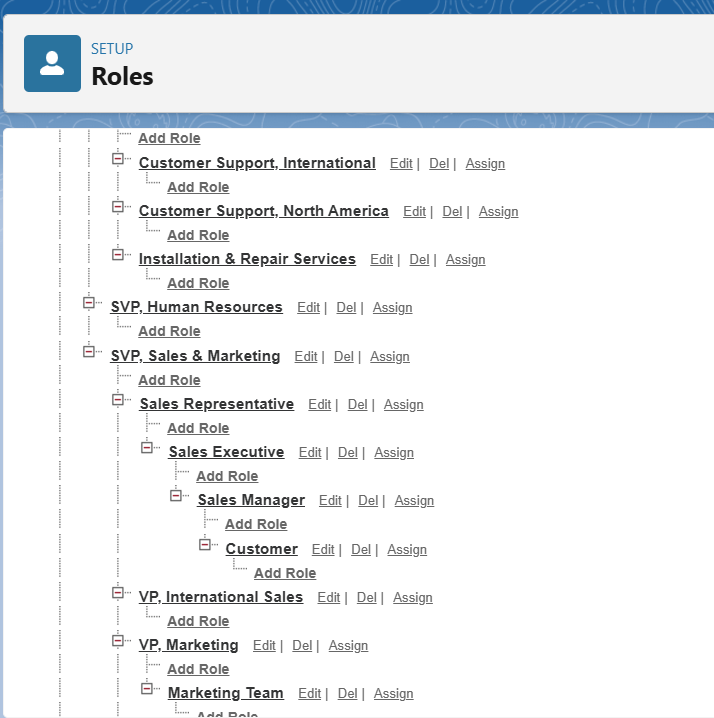 SETUP
Roles
Add Role
Customer Support, International Edit | Del | Assign
Add Role
Customer Support, North America Edit | Del | Assign
Add Role
Installation & Repair Services Edit | Del | Assign
Add Role
SVP, Human Resources Edit | Del | Assign
Add Role
SVP, Sales & Marketing Edit | Del | Assign
Add Role
Sales Representative Edit | Del | Assign
Add Role
Sales Executive Edit | Del | Assign
Add Role
Sales Manager Edit | Del | Assign
Add Role
Customer Edit | Del | Assign
Add Role
VP, International Sales Edit | Del | Assign
Add Role
VP, Marketing Edit | Del | Assign
Add Role
Marketing Team Edit | Del | Assign
Add Role